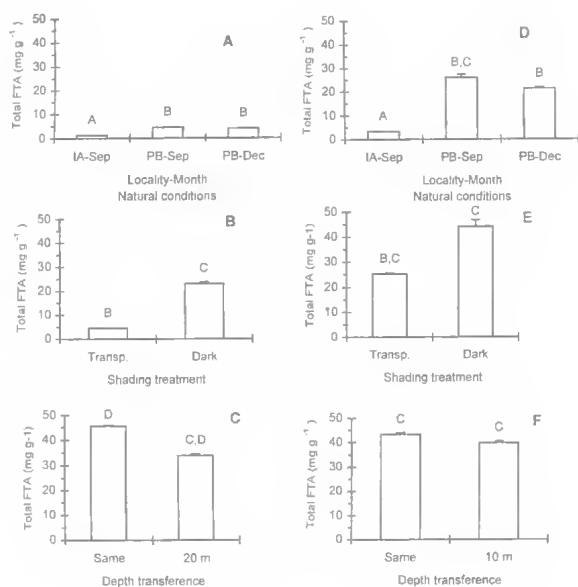 A
Total FTA (mg g⁻¹)
50
40
30
20
10
0
A
B
B
IA-Sep PB-Sep PB-Dec
Locality-Month
Natural conditions
D
Total FTA (mg g⁻¹)
50
40
30
20
10
0
A
B,C
B
IA-Sep PB-Sep PB-Dec
Locality-Month
Natural conditions
B
Total FTA (mg g-1)
50
40
30
20
10
0
B
C
Transp. Dark
Shading treatment
E
Total FTA (mg g-1)
50
40
30
20
10
0
B,C
C
Transp. Dark
Shading treatment
C
Total FTA (mg g-1)
50
40
30
20
10
0
D
C,D
Same 20 m
Depth transference
F
Total FTA (mg g⁻¹)
50
40
30
20
10
0
C
C
Same 10 m
Depth transference